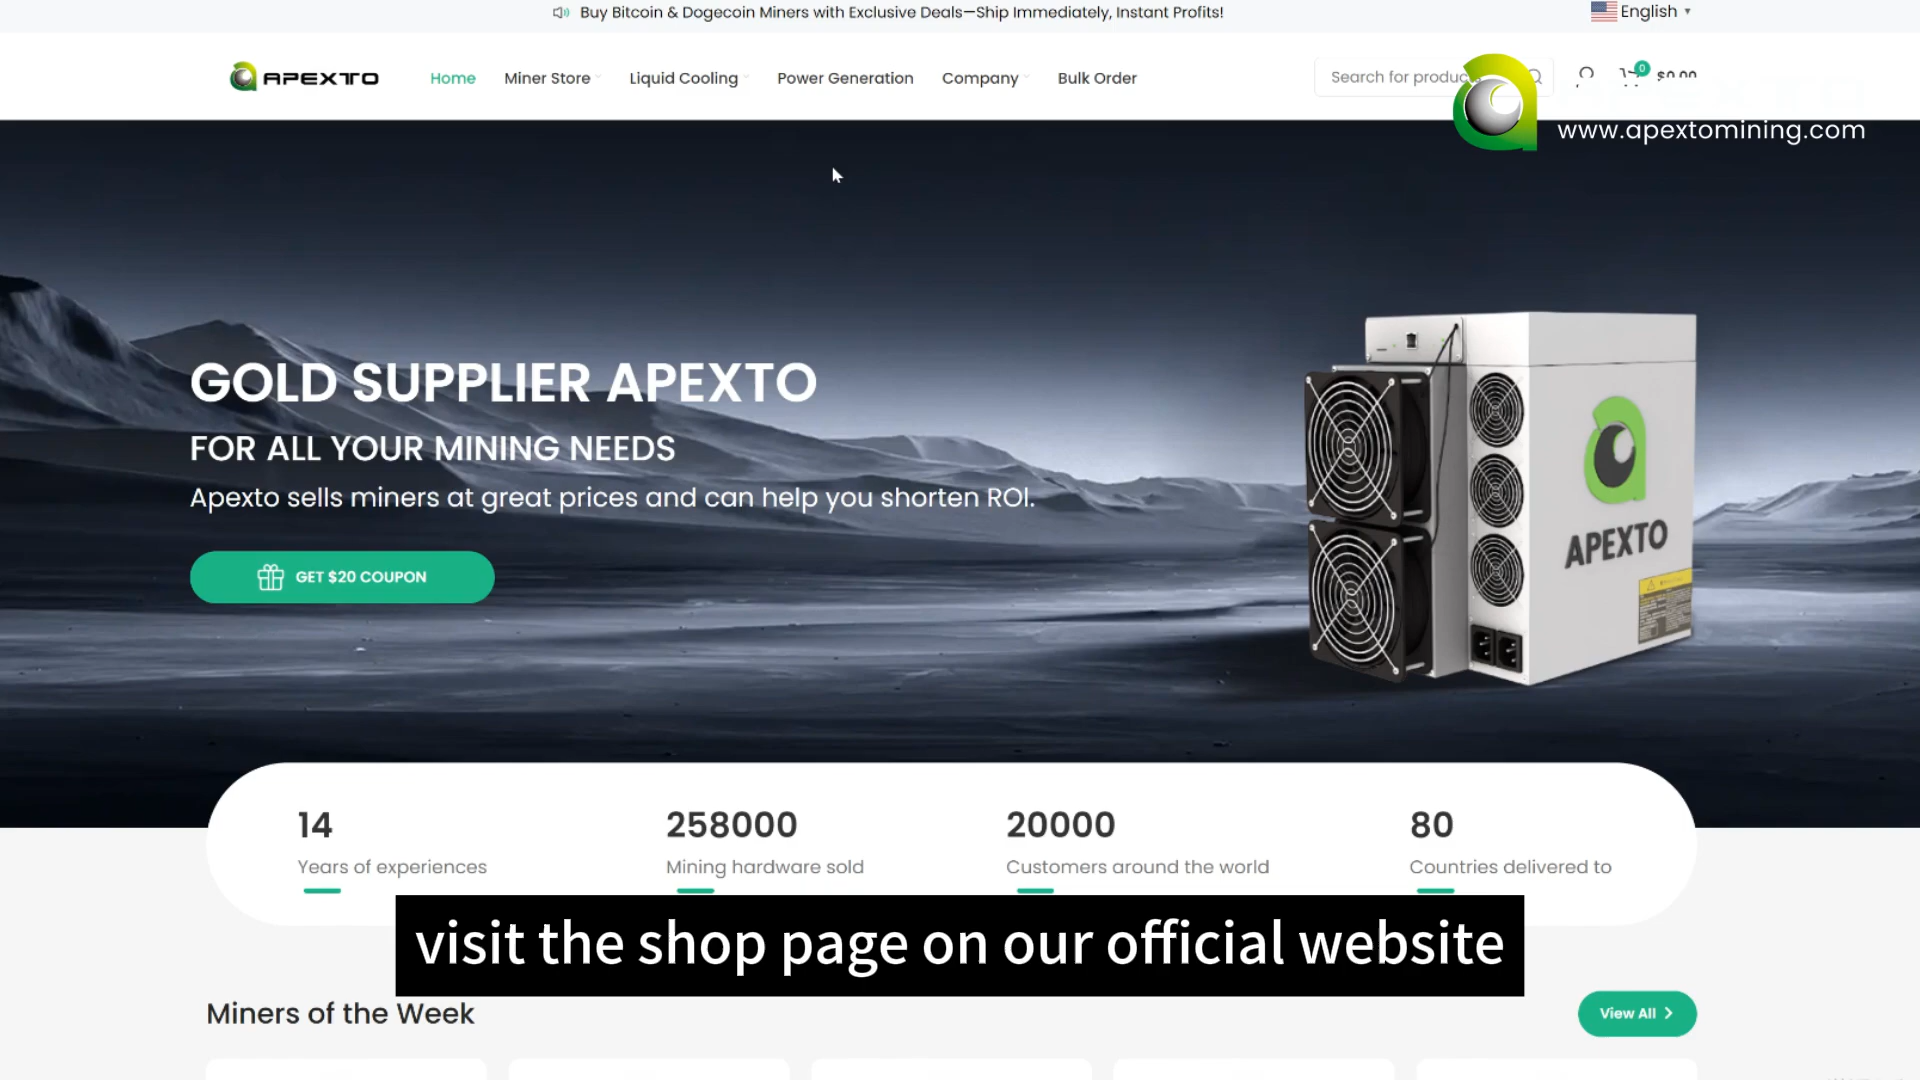 Buy Bitcoin & Dogecoin Miners with Exclusive Deals—Ship Immediately, Instant Profits!
English
APEXTO
Home
Miner Store
Liquid Cooling
Power Generation
Company
Bulk Order
Search for products
0
$0.00
www.apextomining.com
GOLD SUPPLIER APEXTO
FOR ALL YOUR MINING NEEDS
Apexto sells miners at great prices and can help you shorten ROI.
GET $20 COUPON
APEXTO
14
Years of experiences
258000
Mining hardware sold
20000
Customers around the world
80
Countries delivered to
visit the shop page on our official website
Miners of the Week
View All